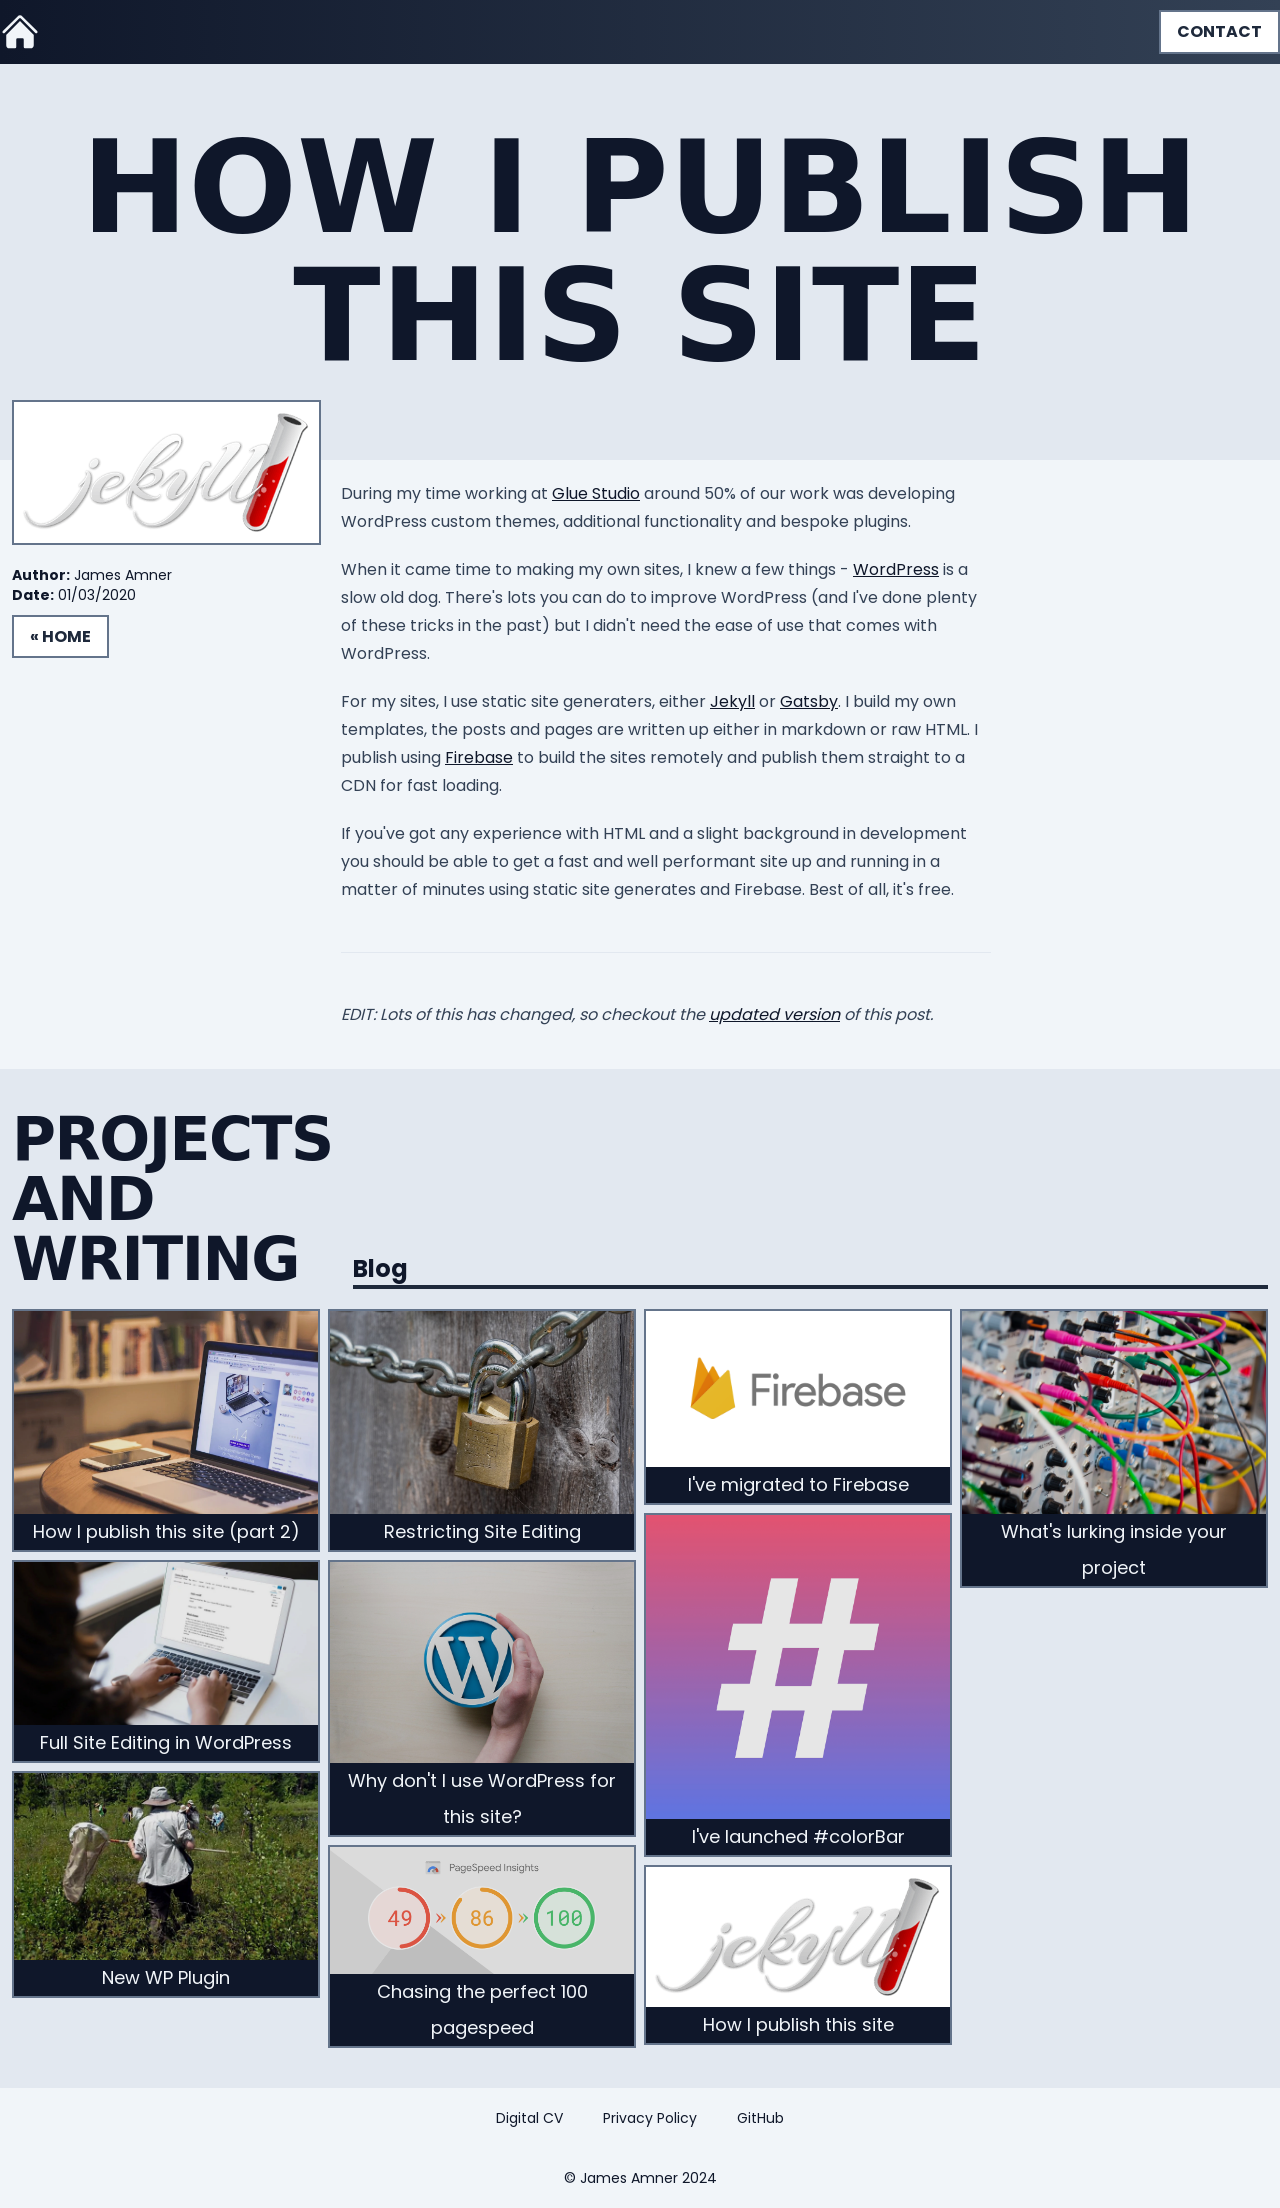 CONTACT
HOW I PUBLISH
THIS SITE
jekyll
Author: James Amner
Date: 01/03/2020
« HOME
During my time working at Glue Studio around 50% of our work was developing
WordPress custom themes, additional functionality and bespoke plugins.
When it came time to making my own sites, I knew a few things - WordPress is a
slow old dog. There's lots you can do to improve WordPress (and I've done plenty
of these tricks in the past) but I didn't need the ease of use that comes with
WordPress.
For my sites, I use static site generaters, either Jekyll or Gatsby. I build my own
templates, the posts and pages are written up either in markdown or raw HTML. I
publish using Firebase to build the sites remotely and publish them straight to a
CDN for fast loading.
If you've got any experience with HTML and a slight background in development
you should be able to get a fast and well performant site up and running in a
matter of minutes using static site generates and Firebase. Best of all, it's free.
EDIT: Lots of this has changed, so checkout the updated version of this post.
PROJECTS
AND
WRITING
Blog
How I publish this site (part 2)
Full Site Editing in WordPress
New WP Plugin
Restricting Site Editing
W
Why don't I use WordPress for
this site?
PageSpeed Insights
49 » 86 » 100
Chasing the perfect 100
pagespeed
Firebase
I've migrated to Firebase
#
I've launched #colorBar
jekyll
How I publish this site
What's lurking inside your
project
Digital CV Privacy Policy GitHub
© James Amner 2024